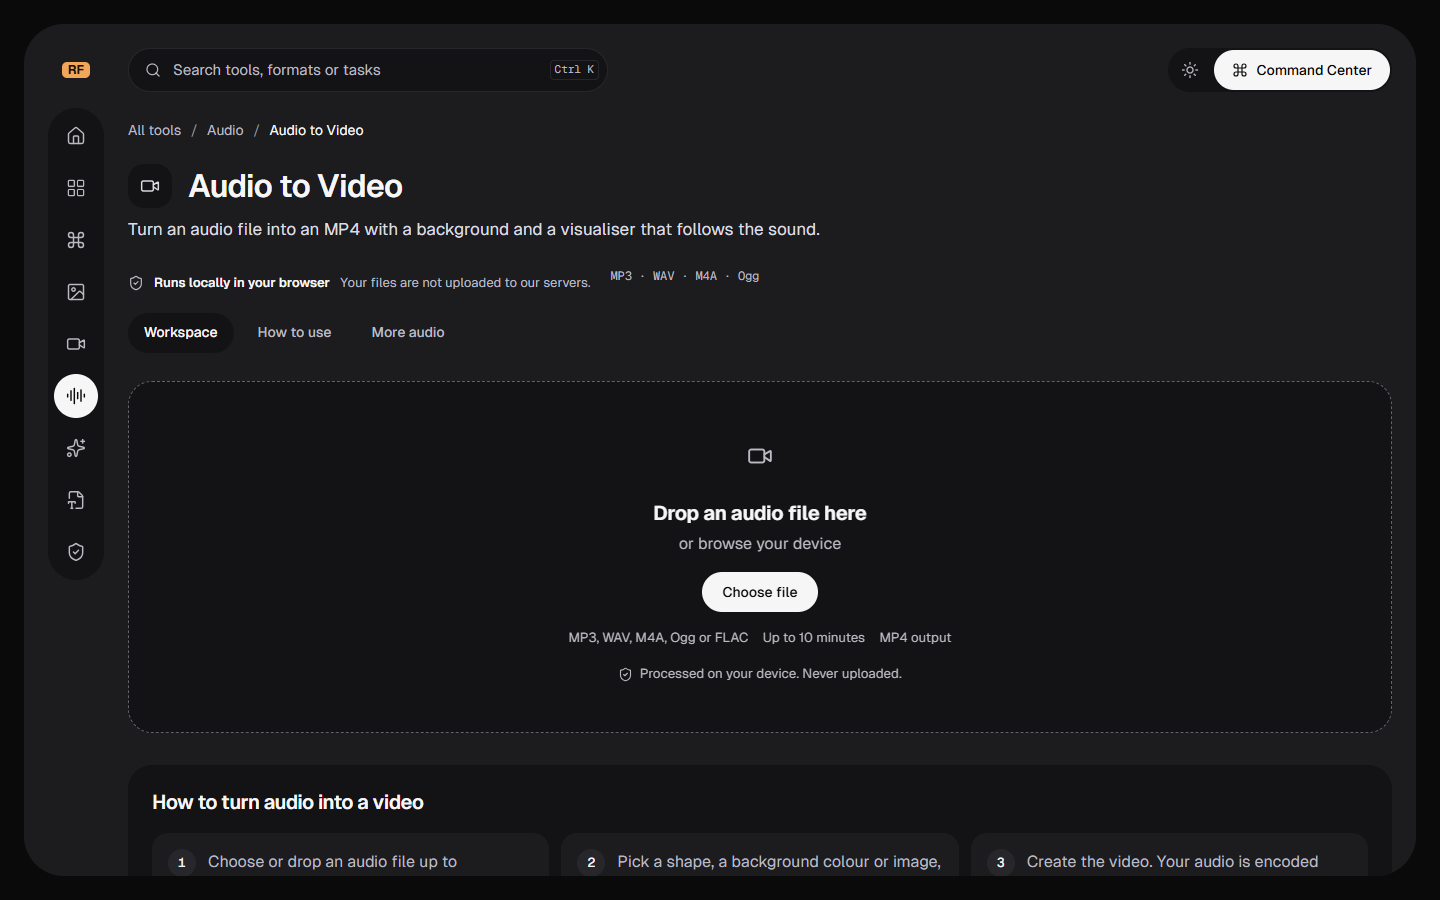 RF
Search tools, formats or tasks
Ctrl K
Command Center
All tools / Audio / Audio to Video
Audio to Video
Turn an audio file into an MP4 with a background and a visualiser that follows the sound.
Runs locally in your browser Your files are not uploaded to our servers.
MP3 · WAV · M4A · Ogg
Workspace
How to use
More audio
Drop an audio file here
or browse your device
Choose file
MP3, WAV, M4A, Ogg or FLAC Up to 10 minutes MP4 output
Processed on your device. Never uploaded.
How to turn audio into a video
1 Choose or drop an audio file up to
2 Pick a shape, a background colour or image,
3 Create the video. Your audio is encoded